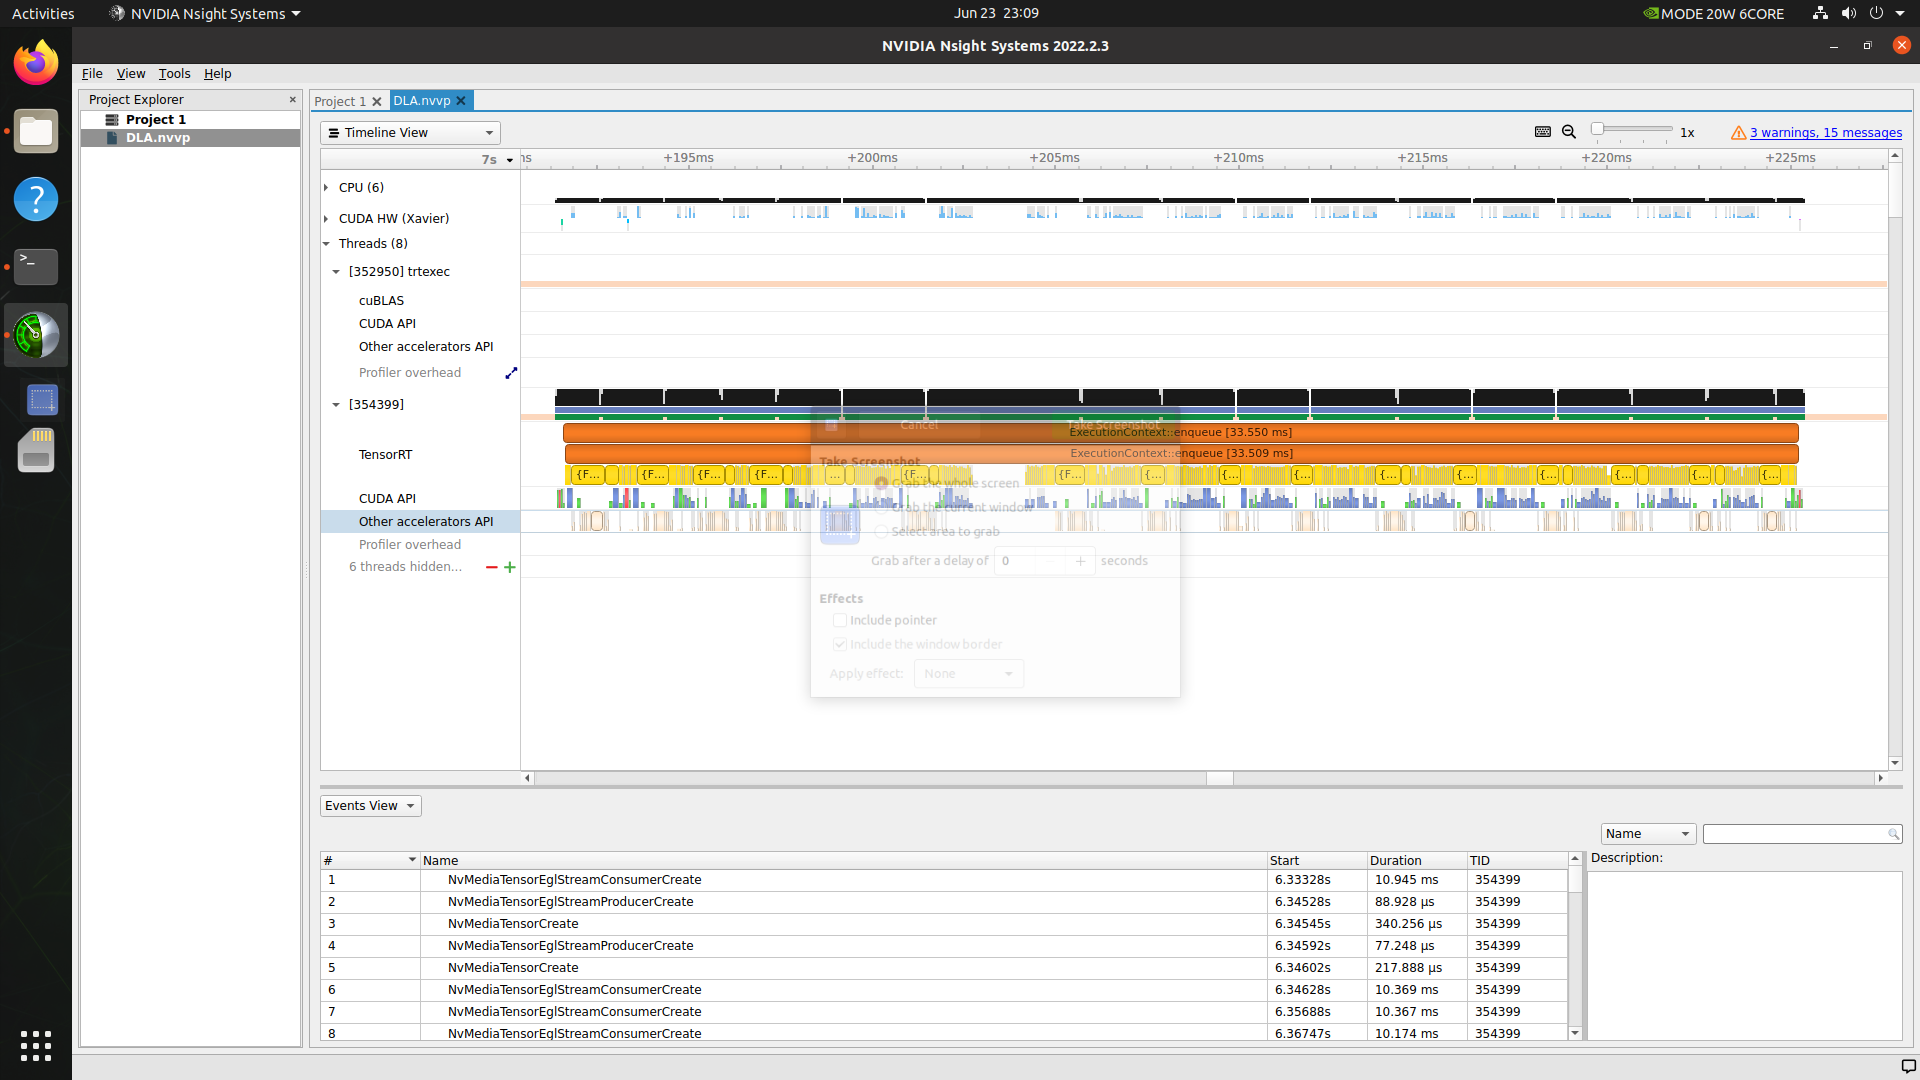 Activities NVIDIA Nsight Systems Jun 23 23:09 MODE 20W 6CORE
NVIDIA Nsight Systems 2022.2.3
File View Tools Help
Project Explorer
Project 1
DLA.nvvp
Project 1 DLA.nvvp
Timeline View 1x 3 warnings, 15 messages
7s ns +195ms +200ms +205ms +210ms +215ms +220ms +225ms
CPU (6)
CUDA HW (Xavier)
Threads (8)
[352950] trtexec
cuBLAS
CUDA API
Other accelerators API
Profiler overhead
[354399]
ExecutionContext::enqueue [33.550 ms]
TensorRT
ExecutionContext::enqueue [33.509 ms]
{F... {F... {F... {F... ... {F... {F... {... {... {... {... {... {... {... {... {...
CUDA API
Other accelerators API
Profiler overhead
6 threads hidden...
Cancel Take Screenshot
Take Screenshot
Grab the whole screen
Grab the current window
Select area to grab
Grab after a delay of 0 seconds
Effects
Include pointer
Include the window border
Apply effect: None
Events View
Name
# Name Start Duration TID Description:
1 NvMediaTensorEglStreamConsumerCreate 6.33328s 10.945 ms 354399
2 NvMediaTensorEglStreamProducerCreate 6.34528s 88.928 μs 354399
3 NvMediaTensorCreate 6.34545s 340.256 μs 354399
4 NvMediaTensorEglStreamProducerCreate 6.34592s 77.248 μs 354399
5 NvMediaTensorCreate 6.34602s 217.888 μs 354399
6 NvMediaTensorEglStreamConsumerCreate 6.34628s 10.369 ms 354399
7 NvMediaTensorEglStreamConsumerCreate 6.35688s 10.367 ms 354399
8 NvMediaTensorEglStreamConsumerCreate 6.36747s 10.174 ms 354399